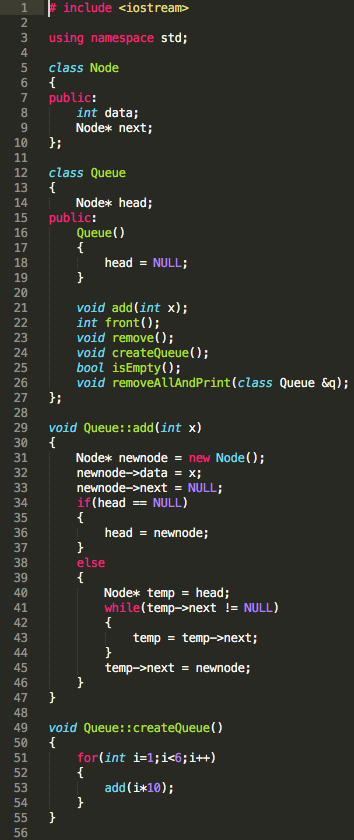 1 # include <iostream>
2
3 using namespace std;
4
5 class Node
6 {
7 public:
8     int data;
9     Node* next;
10 };
11
12 class Queue
13 {
14     Node* head;
15 public:
16     Queue()
17     {
18         head = NULL;
19     }
20
21     void add(int x);
22     int front();
23     void remove();
24     void createQueue();
25     bool isEmpty();
26     void removeAllAndPrint(class Queue &q);
27 };
28
29 void Queue::add(int x)
30 {
31     Node* newnode = new Node();
32     newnode->data = x;
33     newnode->next = NULL;
34     if(head == NULL)
35     {
36         head = newnode;
37     }
38     else
39     {
40         Node* temp = head;
41         while(temp->next != NULL)
42         {
43             temp = temp->next;
44         }
45         temp->next = newnode;
46     }
47 }
48
49 void Queue::createQueue()
50 {
51     for(int i=1;i<6;i++)
52     {
53         add(i*10);
54     }
55 }
56